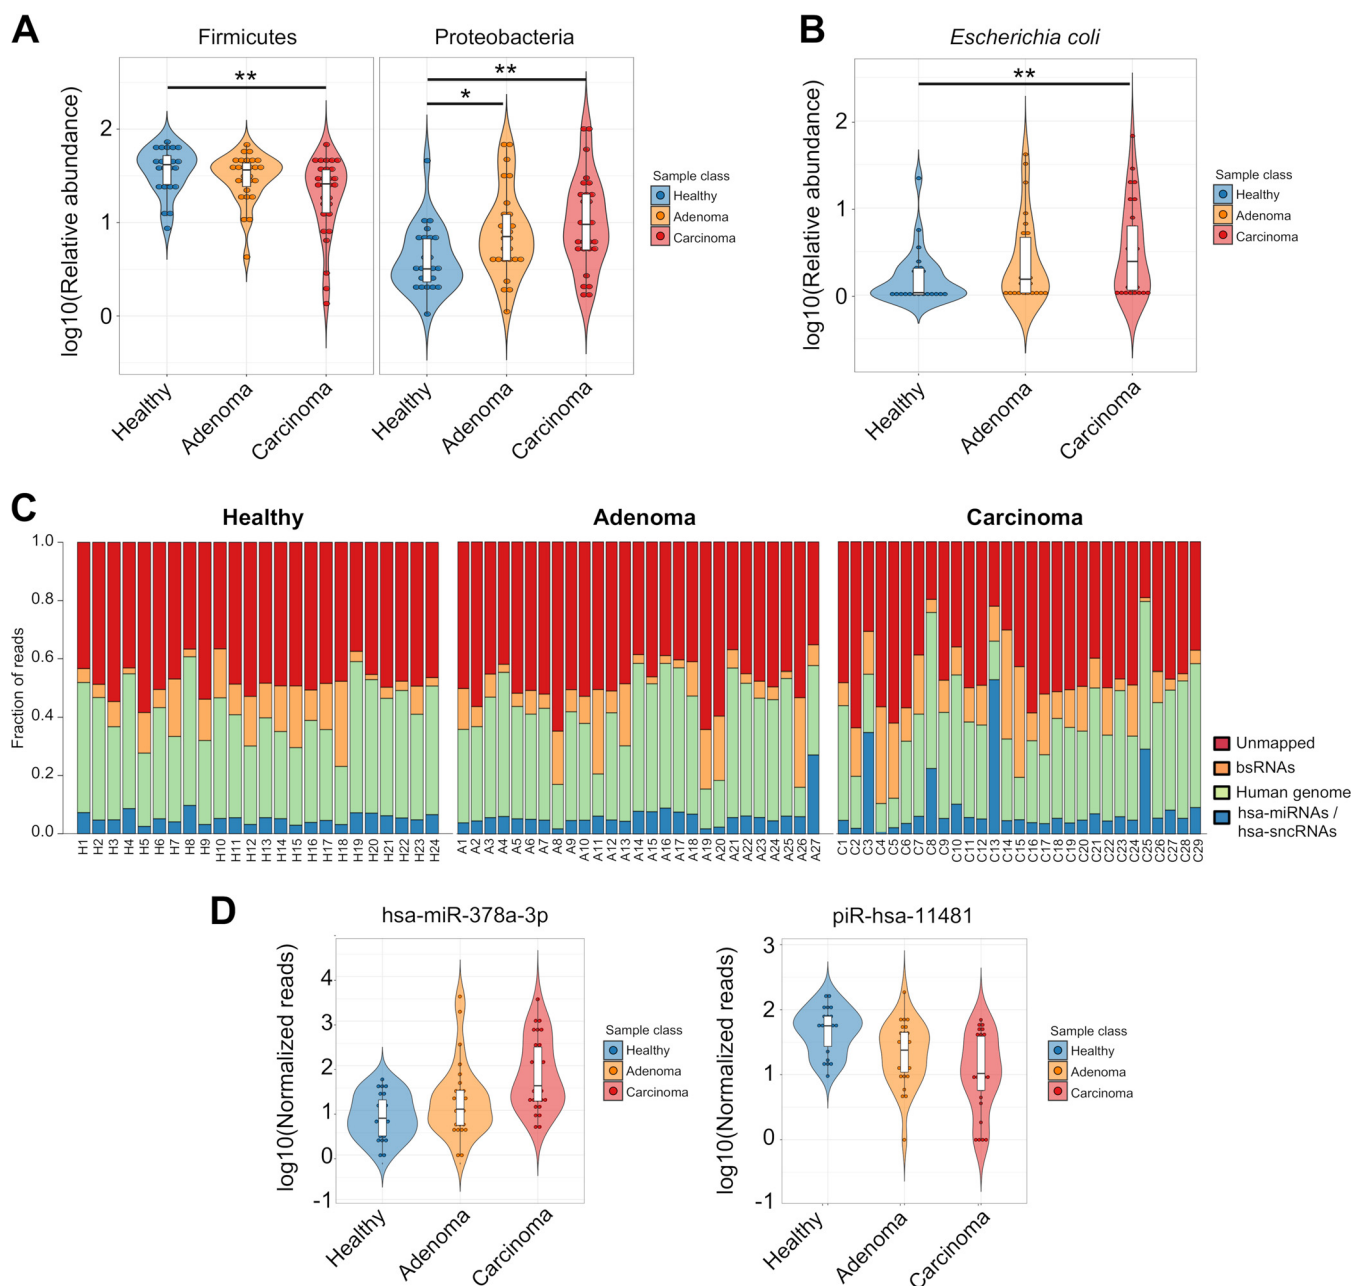 A
Firmicutes
Proteobacteria
**
**
*
log10(Relative abundance)
2
1
0
Healthy
Adenoma
Carcinoma
Healthy
Adenoma
Carcinoma
Sample class
Healthy
Adenoma
Carcinoma
B
Escherichia coli
**
log10(Relative abundance)
2
1
0
Healthy
Adenoma
Carcinoma
Sample class
Healthy
Adenoma
Carcinoma
C
Healthy
Adenoma
Carcinoma
Fraction of reads
1.0
0.8
0.6
0.4
0.2
0.0
H1 H2 H3 H4 H5 H6 H7 H8 H9 H10 H11 H12 H13 H14 H15 H16 H17 H18 H19 H20 H21 H22 H23 H24
A1 A2 A3 A4 A5 A6 A7 A8 A9 A10 A11 A12 A13 A14 A15 A16 A17 A18 A19 A20 A21 A22 A23 A24 A25 A26 A27
C1 C2 C3 C4 C5 C6 C7 C8 C9 C10 C11 C12 C13 C14 C15 C16 C17 C18 C19 C20 C21 C22 C23 C24 C25 C26 C27 C28 C29
Unmapped
bsRNAs
Human genome
hsa-miRNAs /
hsa-sncRNAs
D
hsa-miR-378a-3p
log10(Normalized reads)
4
3
2
1
0
-1
Healthy
Adenoma
Carcinoma
Sample class
Healthy
Adenoma
Carcinoma
piR-hsa-11481
log10(Normalized reads)
3
2
1
0
-1
Healthy
Adenoma
Carcinoma
Sample class
Healthy
Adenoma
Carcinoma